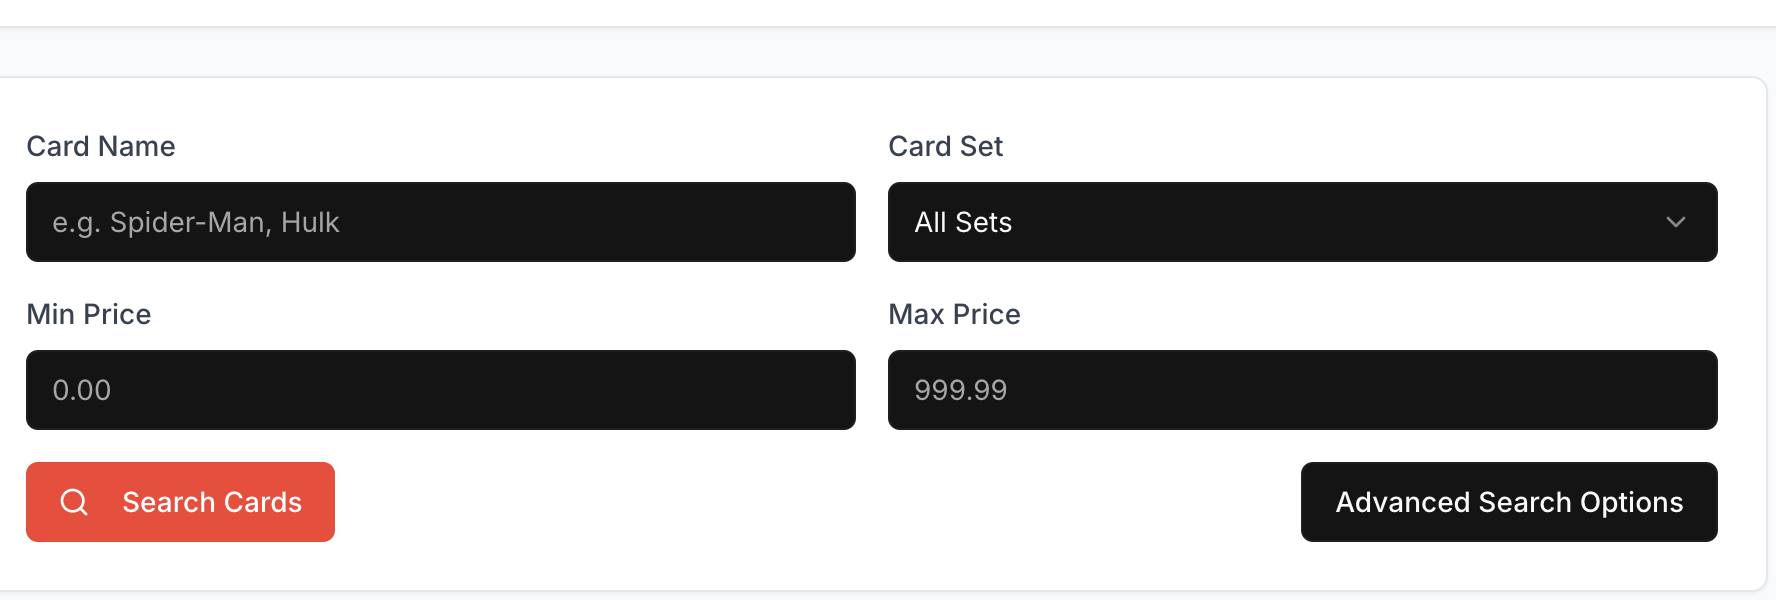 Card Name
Card Set
e.g. Spider-Man, Hulk
All Sets
Min Price
Max Price
0.00
999.99
Search Cards
Advanced Search Options